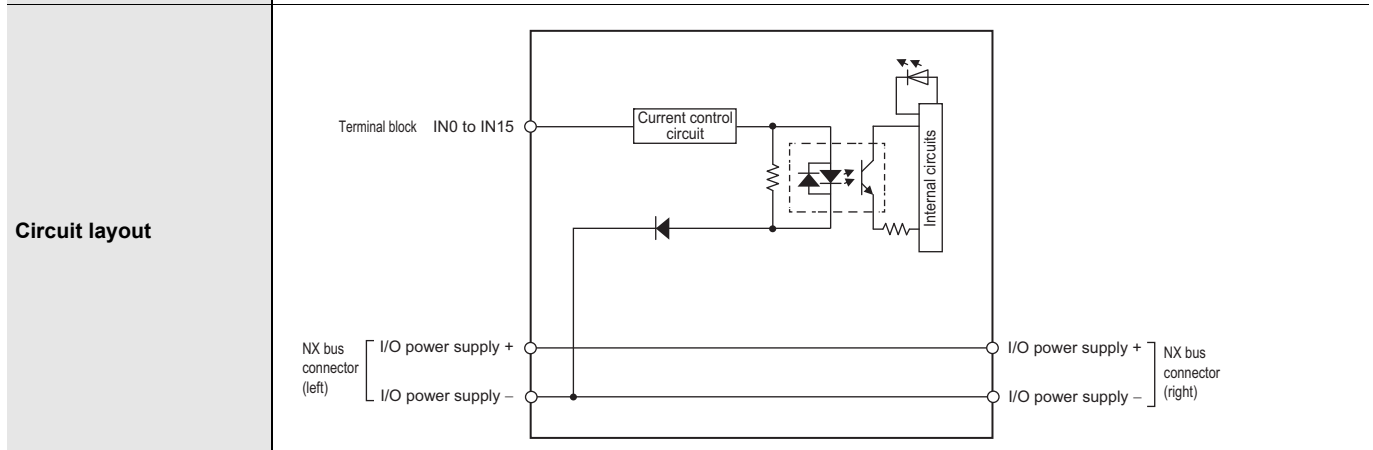 Circuit layout
Terminal block IN0 to IN15
Current control
circuit
Internal circuits
NX bus
connector
(left)
I/O power supply +
I/O power supply –
I/O power supply +
I/O power supply –
NX bus
connector
(right)